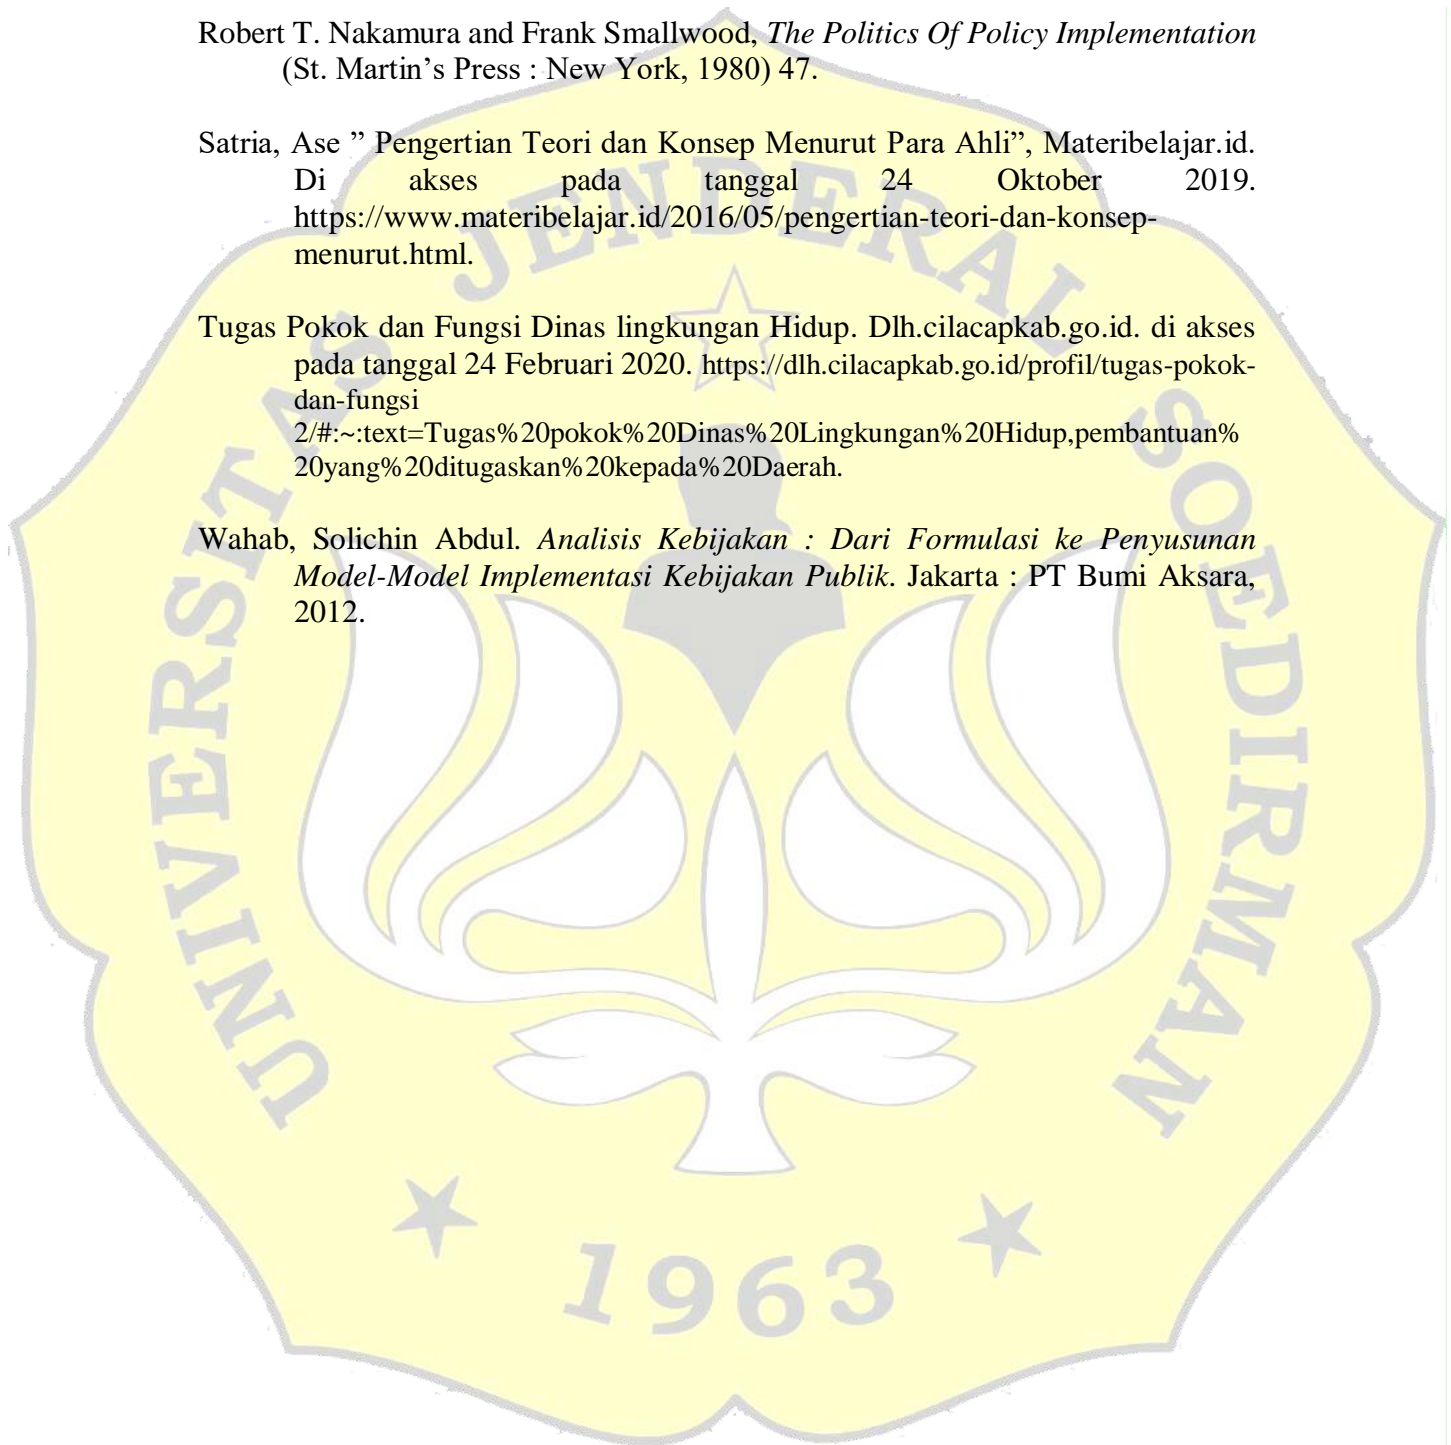 Robert T. Nakamura and Frank Smallwood, The Politics Of Policy Implementation
(St. Martin’s Press : New York, 1980) 47.
Satria, Ase ” Pengertian Teori dan Konsep Menurut Para Ahli”, Materibelajar.id.
Di akses pada tanggal 24 Oktober 2019.
https://www.materibelajar.id/2016/05/pengertian-teori-dan-konsep-
menurut.html.
Tugas Pokok dan Fungsi Dinas lingkungan Hidup. Dlh.cilacapkab.go.id. di akses
pada tanggal 24 Februari 2020. https://dlh.cilacapkab.go.id/profil/tugas-pokok-
dan-fungsi
2/#:~:text=Tugas%20pokok%20Dinas%20Lingkungan%20Hidup,pembantuan%
20yang%20ditugaskan%20kepada%20Daerah.
Wahab, Solichin Abdul. Analisis Kebijakan : Dari Formulasi ke Penyusunan
Model-Model Implementasi Kebijakan Publik. Jakarta : PT Bumi Aksara,
2012.
UNIVERSITAS JENDERAL SOEDIRMAN
1963